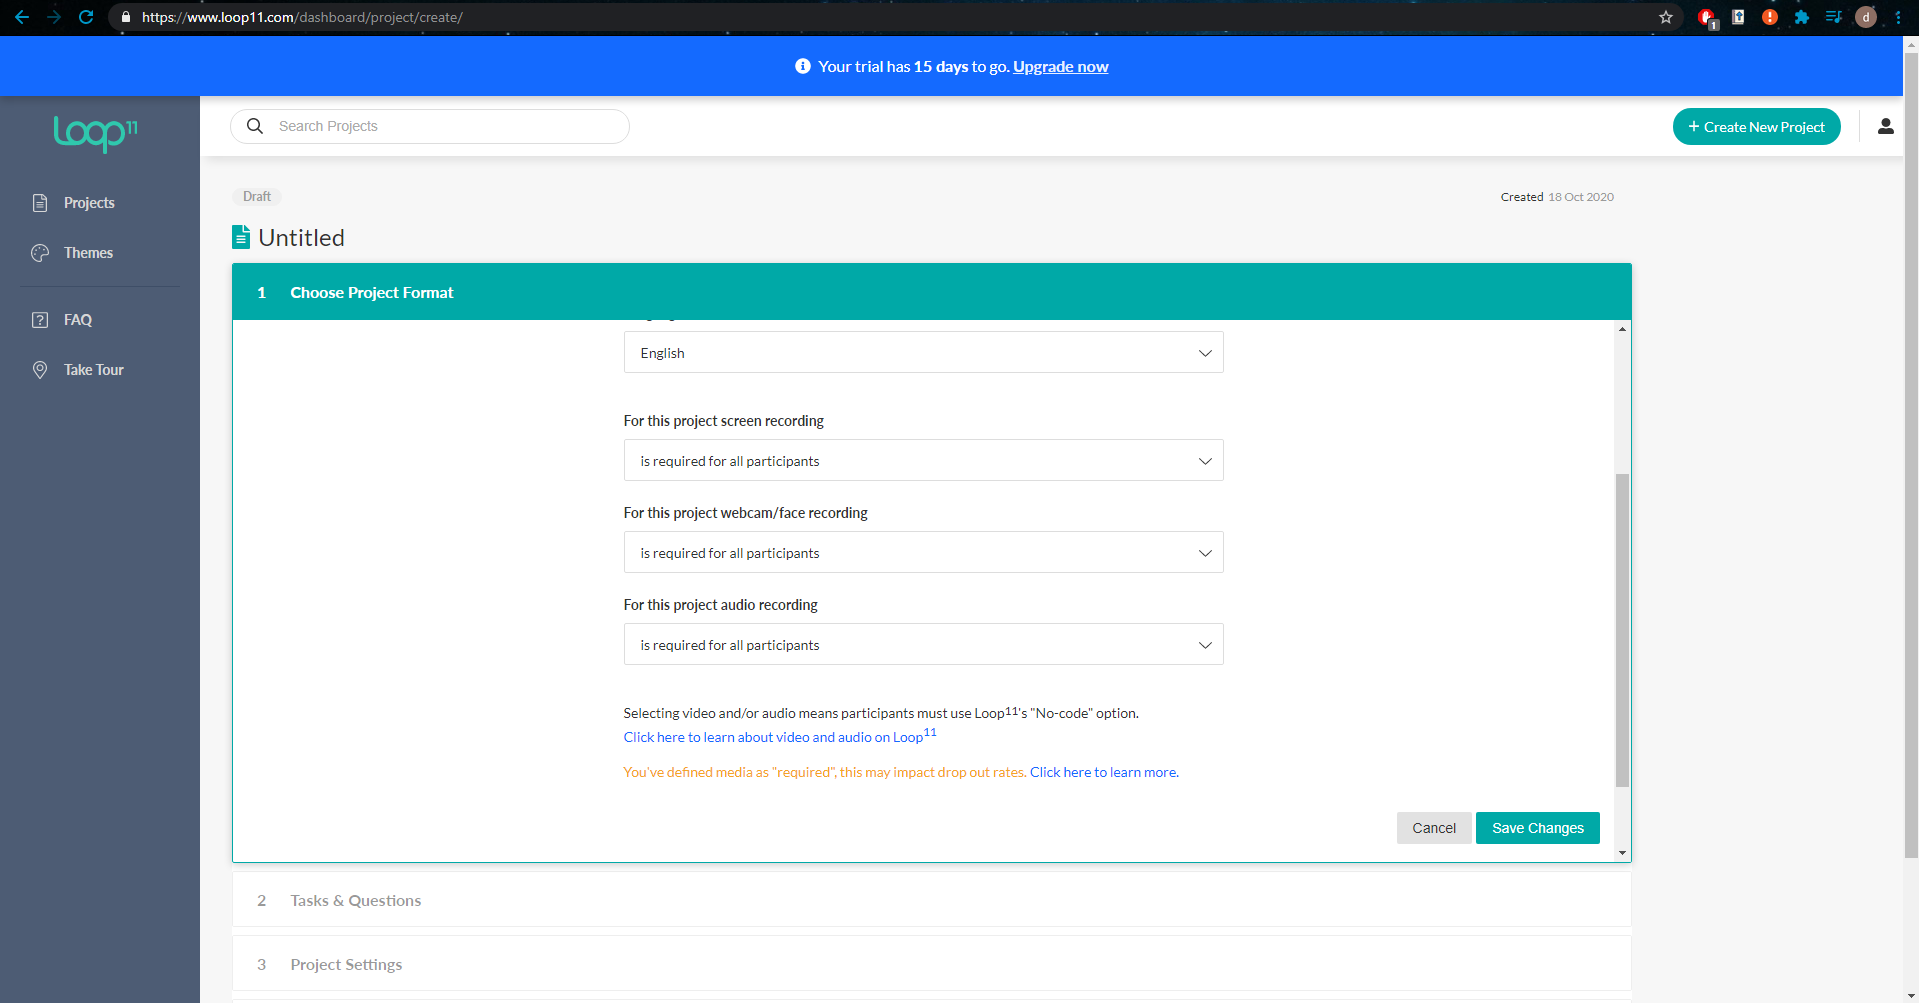 https://www.loop11.com/dashboard/project/create/
1
d
Your trial has 15 days to go. Upgrade now
Loop11
Search Projects
+ Create New Project
Projects
Themes
FAQ
Take Tour
Draft
Created 18 Oct 2020
Untitled
1 Choose Project Format
English
For this project screen recording
is required for all participants
For this project webcam/face recording
is required for all participants
For this project audio recording
is required for all participants
Selecting video and/or audio means participants must use Loop11's "No-code" option.
Click here to learn about video and audio on Loop11
You've defined media as "required", this may impact drop out rates. Click here to learn more.
Cancel
Save Changes
2 Tasks & Questions
3 Project Settings